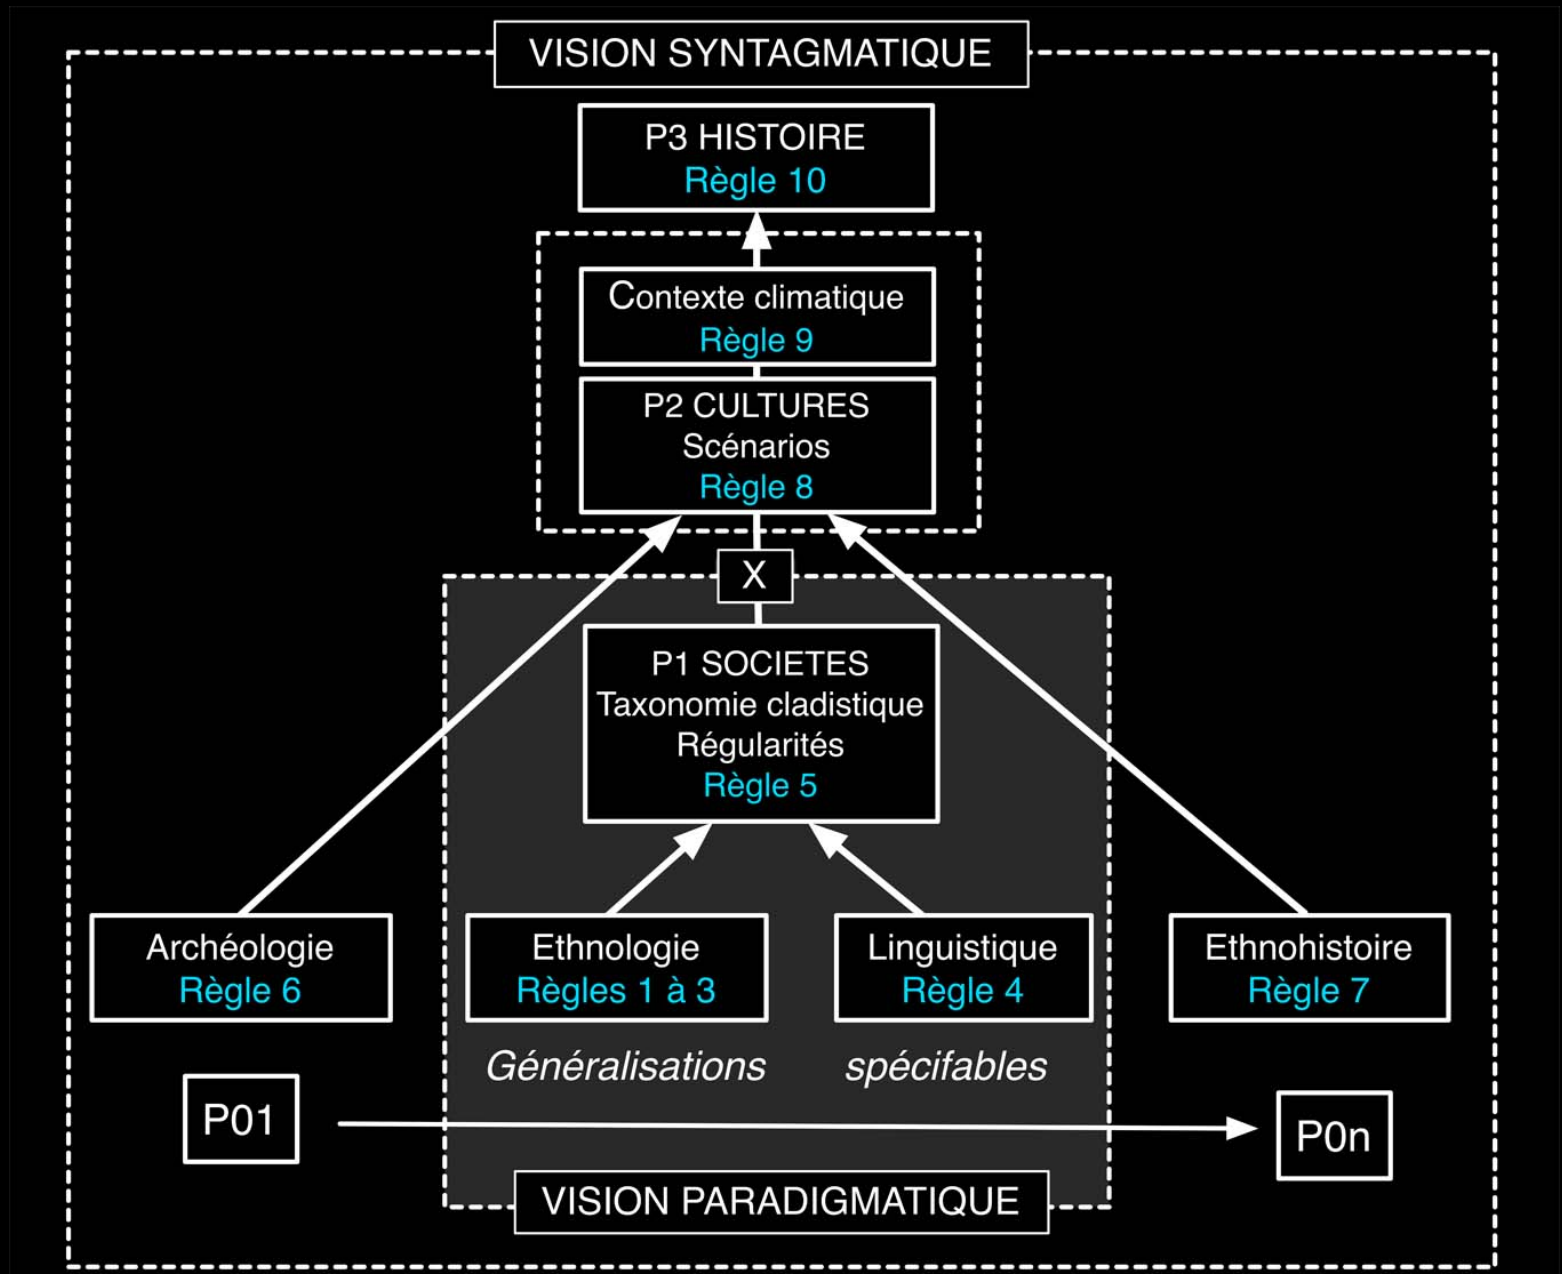 VISION SYNTAGMATIQUE
P3 HISTOIRE
Règle 10
Contexte climatique
Règle 9
P2 CULTURES
Scénarios
Règle 8
X
P1 SOCIETES
Taxonomie cladistique
Régularités
Règle 5
Archéologie
Règle 6
Ethnologie
Règles 1 à 3
Linguistique
Règle 4
Ethnohistoire
Règle 7
Généralisations spécifables
P01
P0n
VISION PARADIGMATIQUE